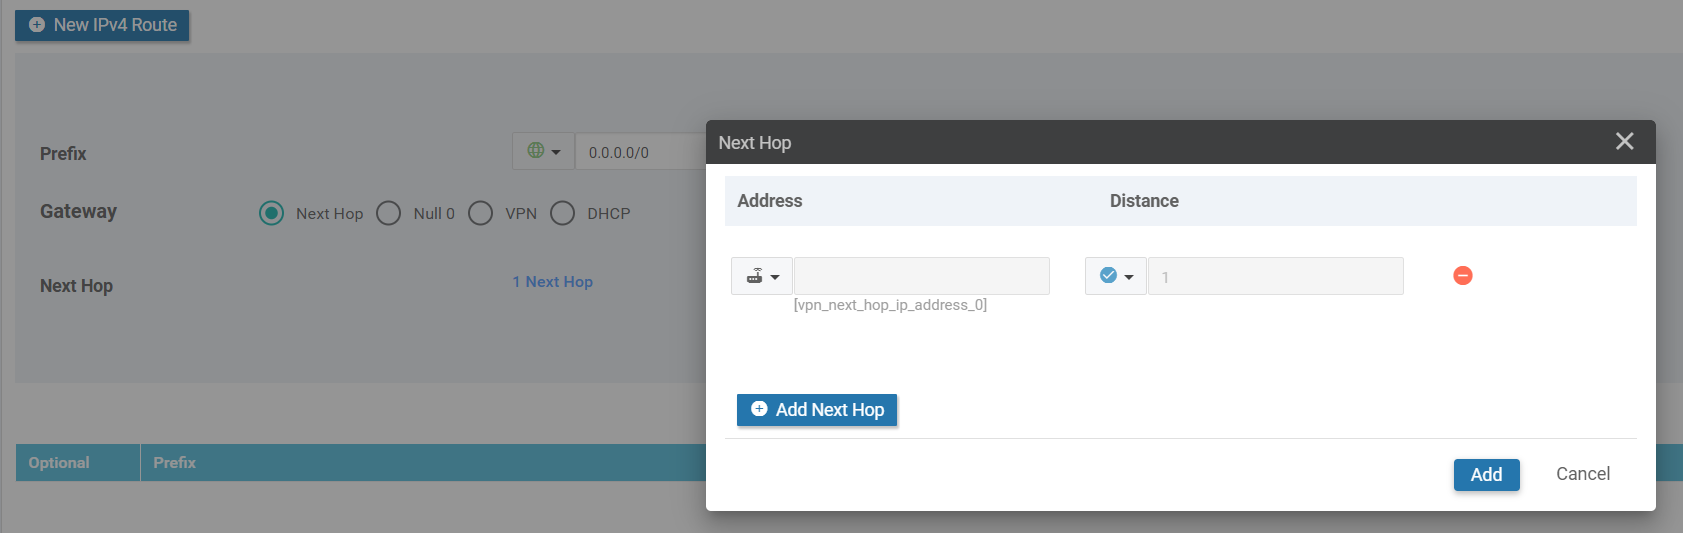 New IPv4 Route
Prefix
0.0.0.0/0
Gateway
Next Hop
Null 0
VPN
DHCP
Next Hop
1 Next Hop
Optional
Prefix
Next Hop
Address
Distance
1
[vpn_next_hop_ip_address_0]
Add Next Hop
Add
Cancel